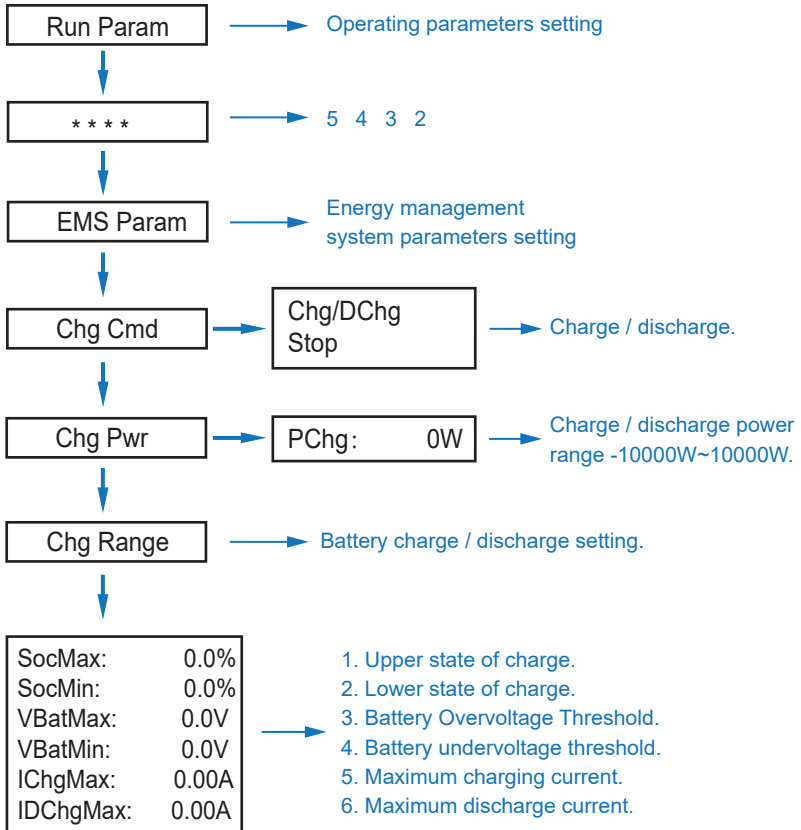 Run Param
Operating parameters setting
* * * *
5 4 3 2
EMS Param
Energy management
system parameters setting
Chg Cmd
Chg/DChg
Stop
Charge / discharge.
Chg Pwr
PChg: 0W
Charge / discharge power
range -10000W~10000W.
Chg Range
Battery charge / discharge setting.
SocMax: 0.0%
SocMin: 0.0%
VBatMax: 0.0V
VBatMin: 0.0V
IChgMax: 0.00A
IDChgMax: 0.00A
1. Upper state of charge.
2. Lower state of charge.
3. Battery Overvoltage Threshold.
4. Battery undervoltage threshold.
5. Maximum charging current.
6. Maximum discharge current.